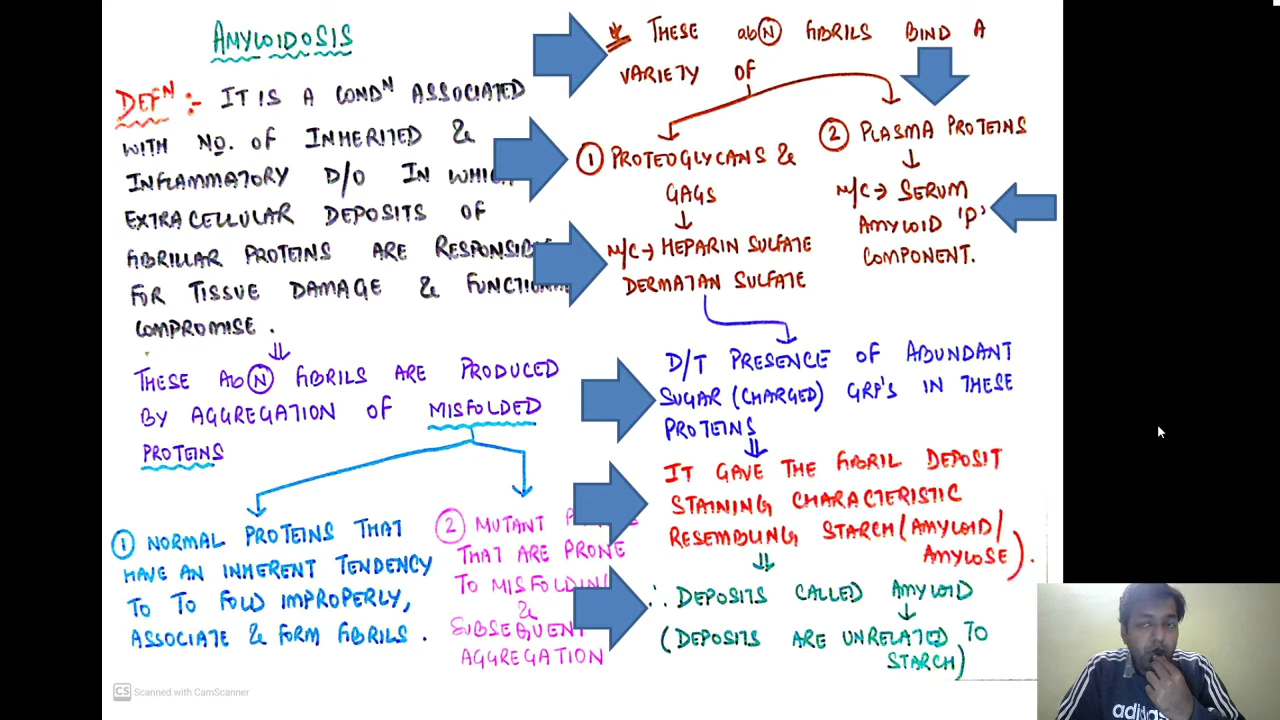 AMYLOIDOSIS
DEFN :- IT IS A CONDN ASSOCIATED
WITH NO. OF INHERITED &
INFLAMMATORY D/O IN WHICH
EXTRACELLULAR DEPOSITS OF
FIBRILLAR PROTEINS ARE RESPONSIBLE
FOR TISSUE DAMAGE & FUNCTIONAL
COMPROMISE .
⇓
THESE AbⓃ FIBRILS ARE PRODUCED
BY AGGREGATION OF MISFOLDED
PROTEINS
① NORMAL PROTEINS THAT
HAVE AN INHERENT TENDENCY
TO TO FOLD IMPROPERLY,
ASSOCIATE & FORM FIBRILS .
② MUTANT
THAT ARE PRONE
TO MISFOLDING
&
SUBSEQUENT
AGGREGATION
* THESE abⓃ FIBRILS BIND A
VARIETY OF
① PROTEOGLYCANS &
GAGS
↓
M/C → HEPARIN SULFATE
DERMATAN SULFATE
② PLASMA PROTEINS
↓
M/C → SERUM
AMYLOID 'P'
COMPONENT.
D/T PRESENCE OF ABUNDANT
SUGAR (CHARGED) GRP'S IN THESE
PROTEINS
⇓
IT GAVE THE FIBRIL DEPOSIT
STAINING CHARACTERISTIC
RESEMBLING STARCH (AMYLOID/
AMYLOSE).
⇓
∴ DEPOSITS CALLED AMYLOID
↓
(DEPOSITS ARE UNRELATED TO
STARCH)
CS Scanned with CamScanner
adidas